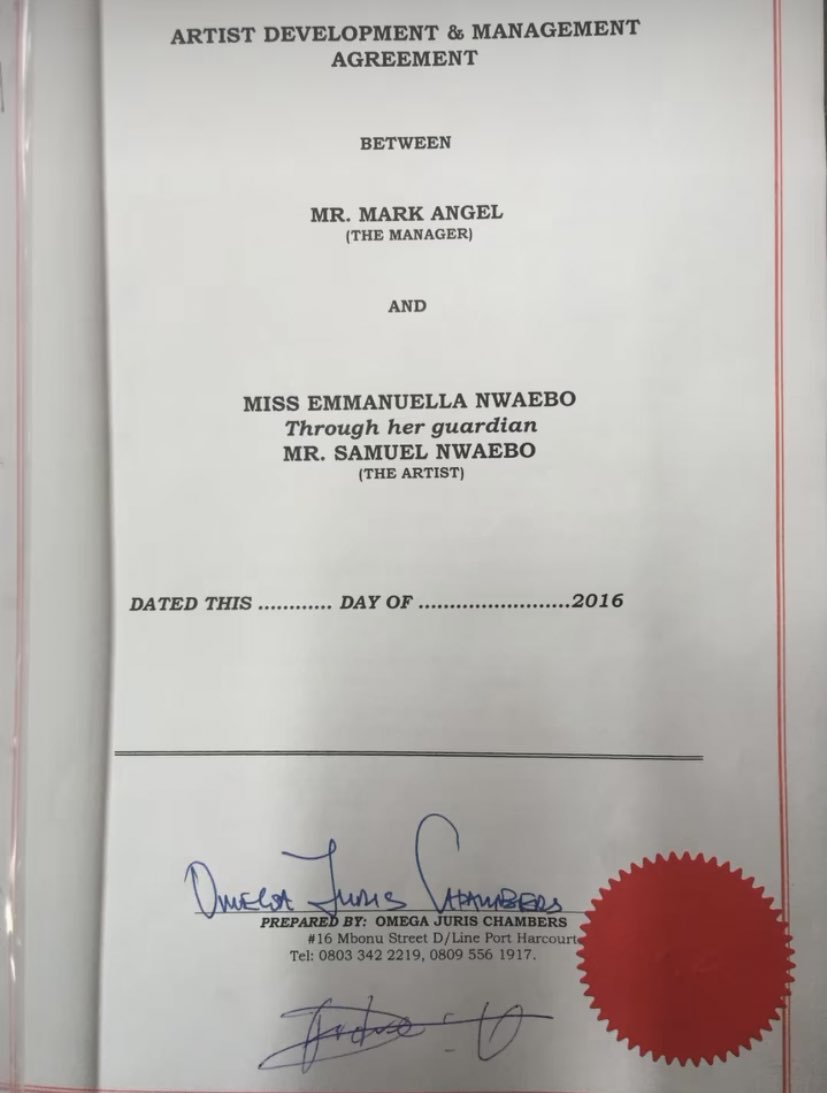 ARTIST DEVELOPMENT & MANAGEMENT
AGREEMENT
BETWEEN
MR. MARK ANGEL
(THE MANAGER)
AND
MISS EMMANUELLA NWAEBO
Through her guardian
MR. SAMUEL NWAEBO
(THE ARTIST)
DATED THIS ............ DAY OF ........................2016
OMEGA JURIS CHAMBERS
PREPARED BY: OMEGA JURIS CHAMBERS
#16 Mbonu Street D/Line Port Harcourt
Tel: 0803 342 2219, 0809 556 1917.